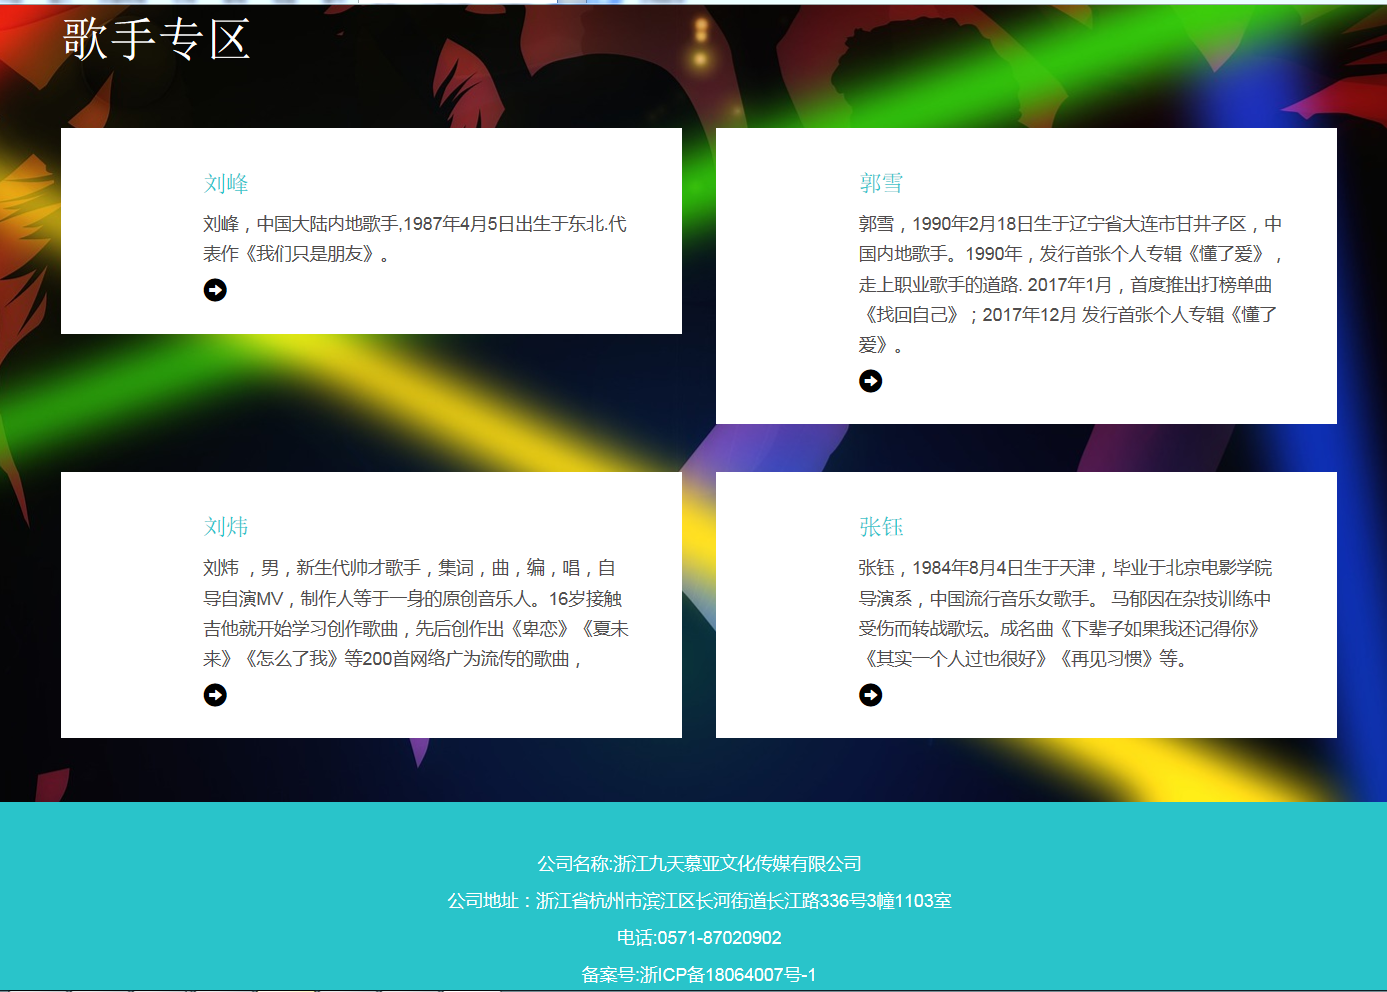 歌手专区
刘峰
刘峰，中国大陆内地歌手,1987年4月5日出生于东北.代
表作《我们只是朋友》。
郭雪
郭雪，1990年2月18日生于辽宁省大连市甘井子区，中
国内地歌手。1990年，发行首张个人专辑《懂了爱》，
走上职业歌手的道路. 2017年1月，首度推出打榜单曲
《找回自己》；2017年12月 发行首张个人专辑《懂了
爱》。
刘炜
刘炜 ，男，新生代帅才歌手，集词，曲，编，唱，自
导自演MV，制作人等于一身的原创音乐人。16岁接触
吉他就开始学习创作歌曲，先后创作出《卑恋》《夏未
来》《怎么了我》等200首网络广为流传的歌曲，
张钰
张钰，1984年8月4日生于天津，毕业于北京电影学院
导演系，中国流行音乐女歌手。 马郁因在杂技训练中
受伤而转战歌坛。成名曲《下辈子如果我还记得你》
《其实一个人过也很好》《再见习惯》等。
公司名称:浙江九天慕亚文化传媒有限公司
公司地址：浙江省杭州市滨江区长河街道长江路336号3幢1103室
电话:0571-87020902
备案号:浙ICP备18064007号-1